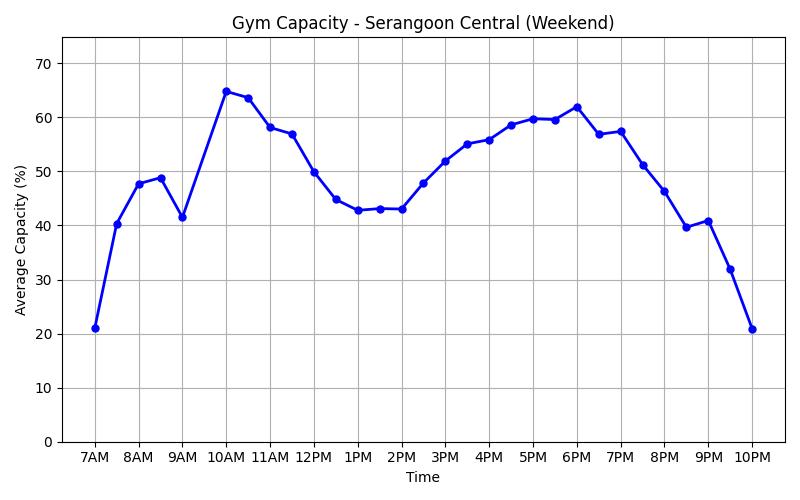 Gym Capacity - Serangoon Central (Weekend)
Average Capacity (%)
70
60
50
40
30
20
10
0
7AM 8AM 9AM 10AM 11AM 12PM 1PM 2PM 3PM 4PM 5PM 6PM 7PM 8PM 9PM 10PM
Time